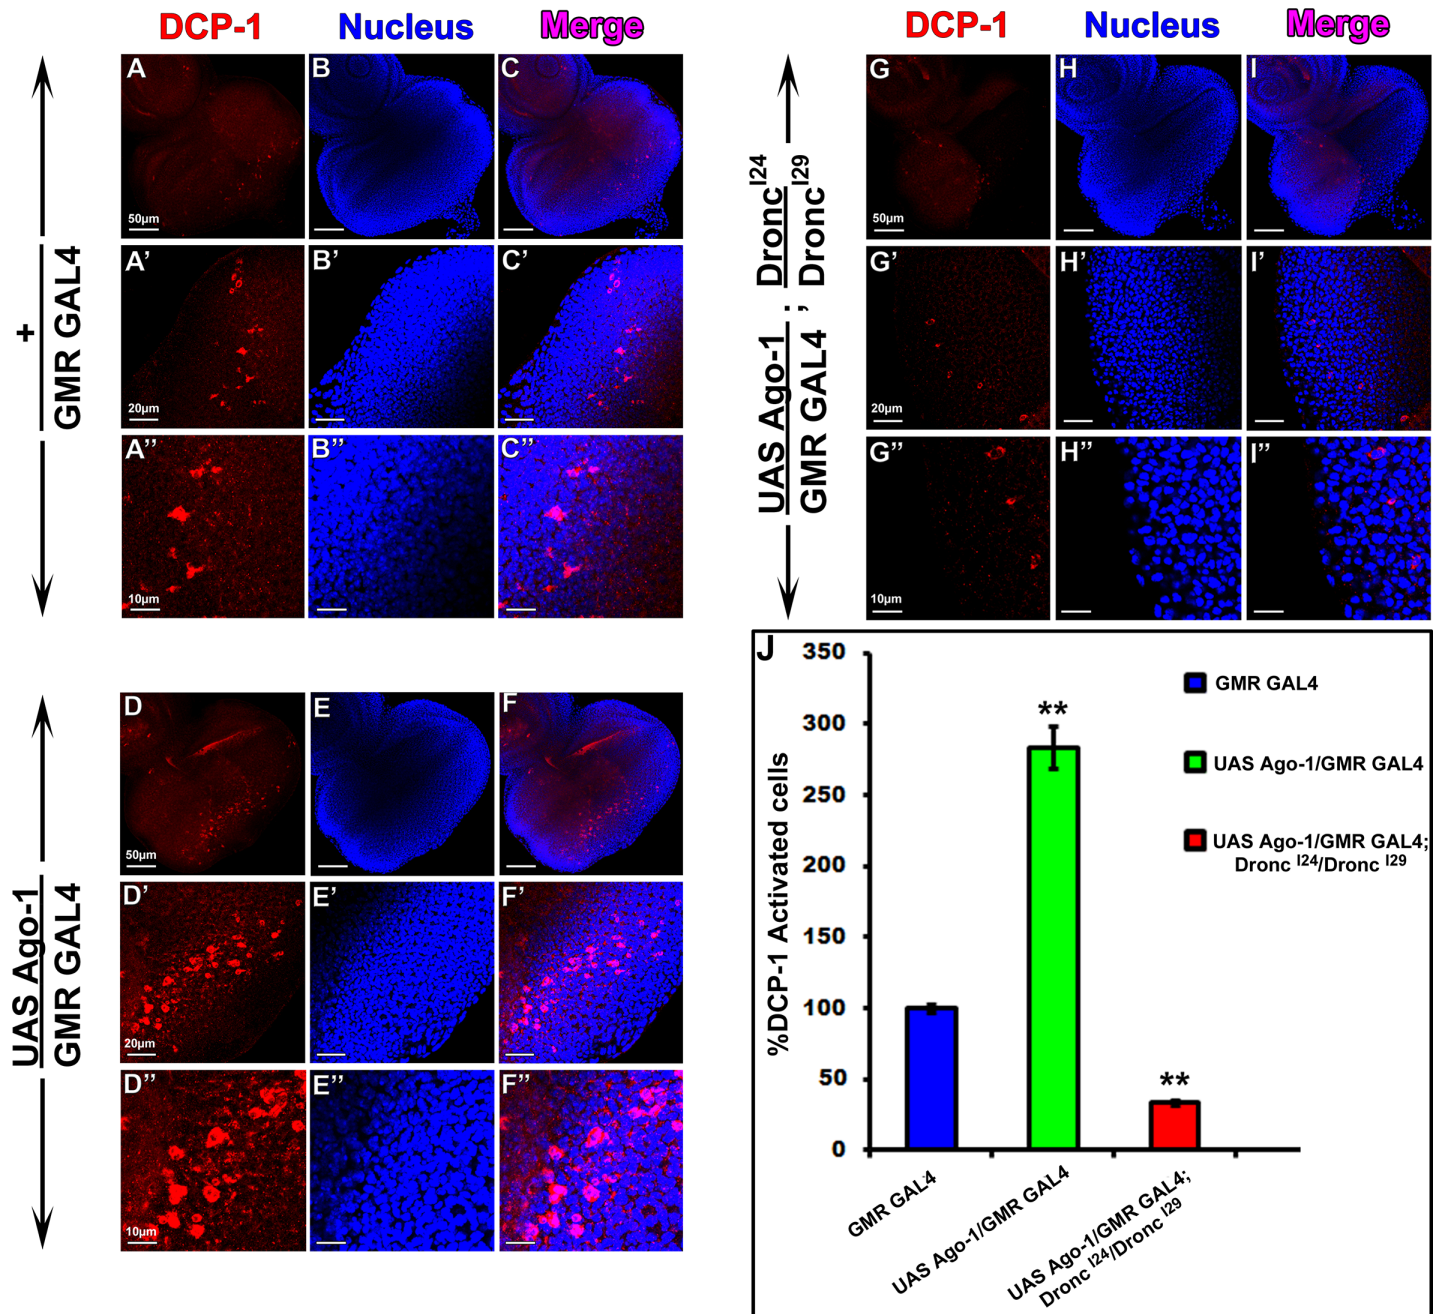 DCP-1 Nucleus Merge
+
GMR GAL4
A B C
50µm
A’ B’ C’
20µm
A’’ B’’ C’’
10µm
DCP-1 Nucleus Merge
UAS Ago-1 ; Dronc I24
GMR GAL4 Dronc I29
G H I
50µm
G’ H’ I’
20µm
G’’ H’’ I’’
10µm
UAS Ago-1
GMR GAL4
D E F
50µm
D’ E’ F’
20µm
D’’ E’’ F’’
10µm
J
%DCP-1 Activated cells
350
300
250
200
150
100
50
0
**
**
GMR GAL4
UAS Ago-1/GMR GAL4
UAS Ago-1/GMR GAL4;
Dronc I24/Dronc I29
GMR GAL4
UAS Ago-1/GMR GAL4
UAS Ago-1/GMR GAL4;
Dronc I24/Dronc I29